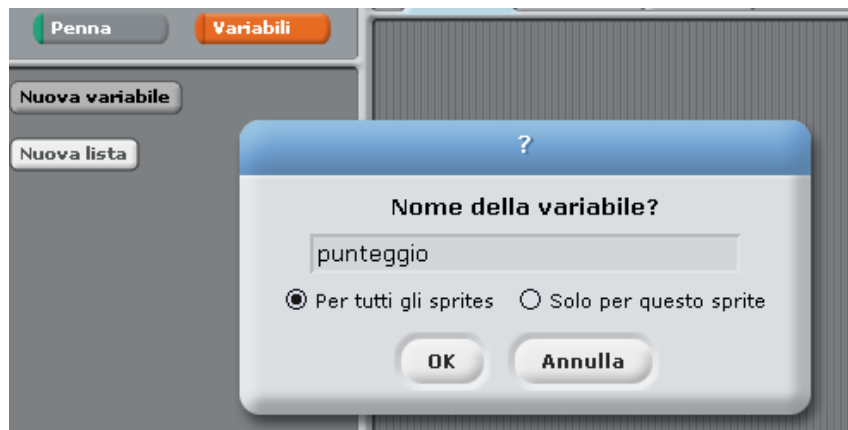 Penna Variabili
Nuova variabile
Nuova lista
?
Nome della variabile?
punteggio
Per tutti gli sprites Solo per questo sprite
OK Annulla